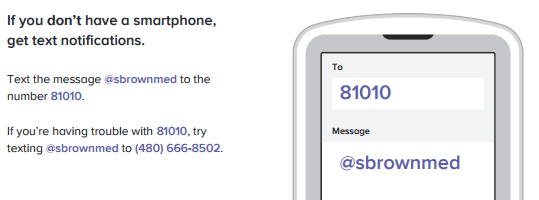 If you don't have a smartphone,
get text notifications.
Text the message @sbrownmed to the
number 81010.
If you're having trouble with 81010, try
texting @sbrownmed to (480) 666-8502.
To
81010
Message
@sbrownmed